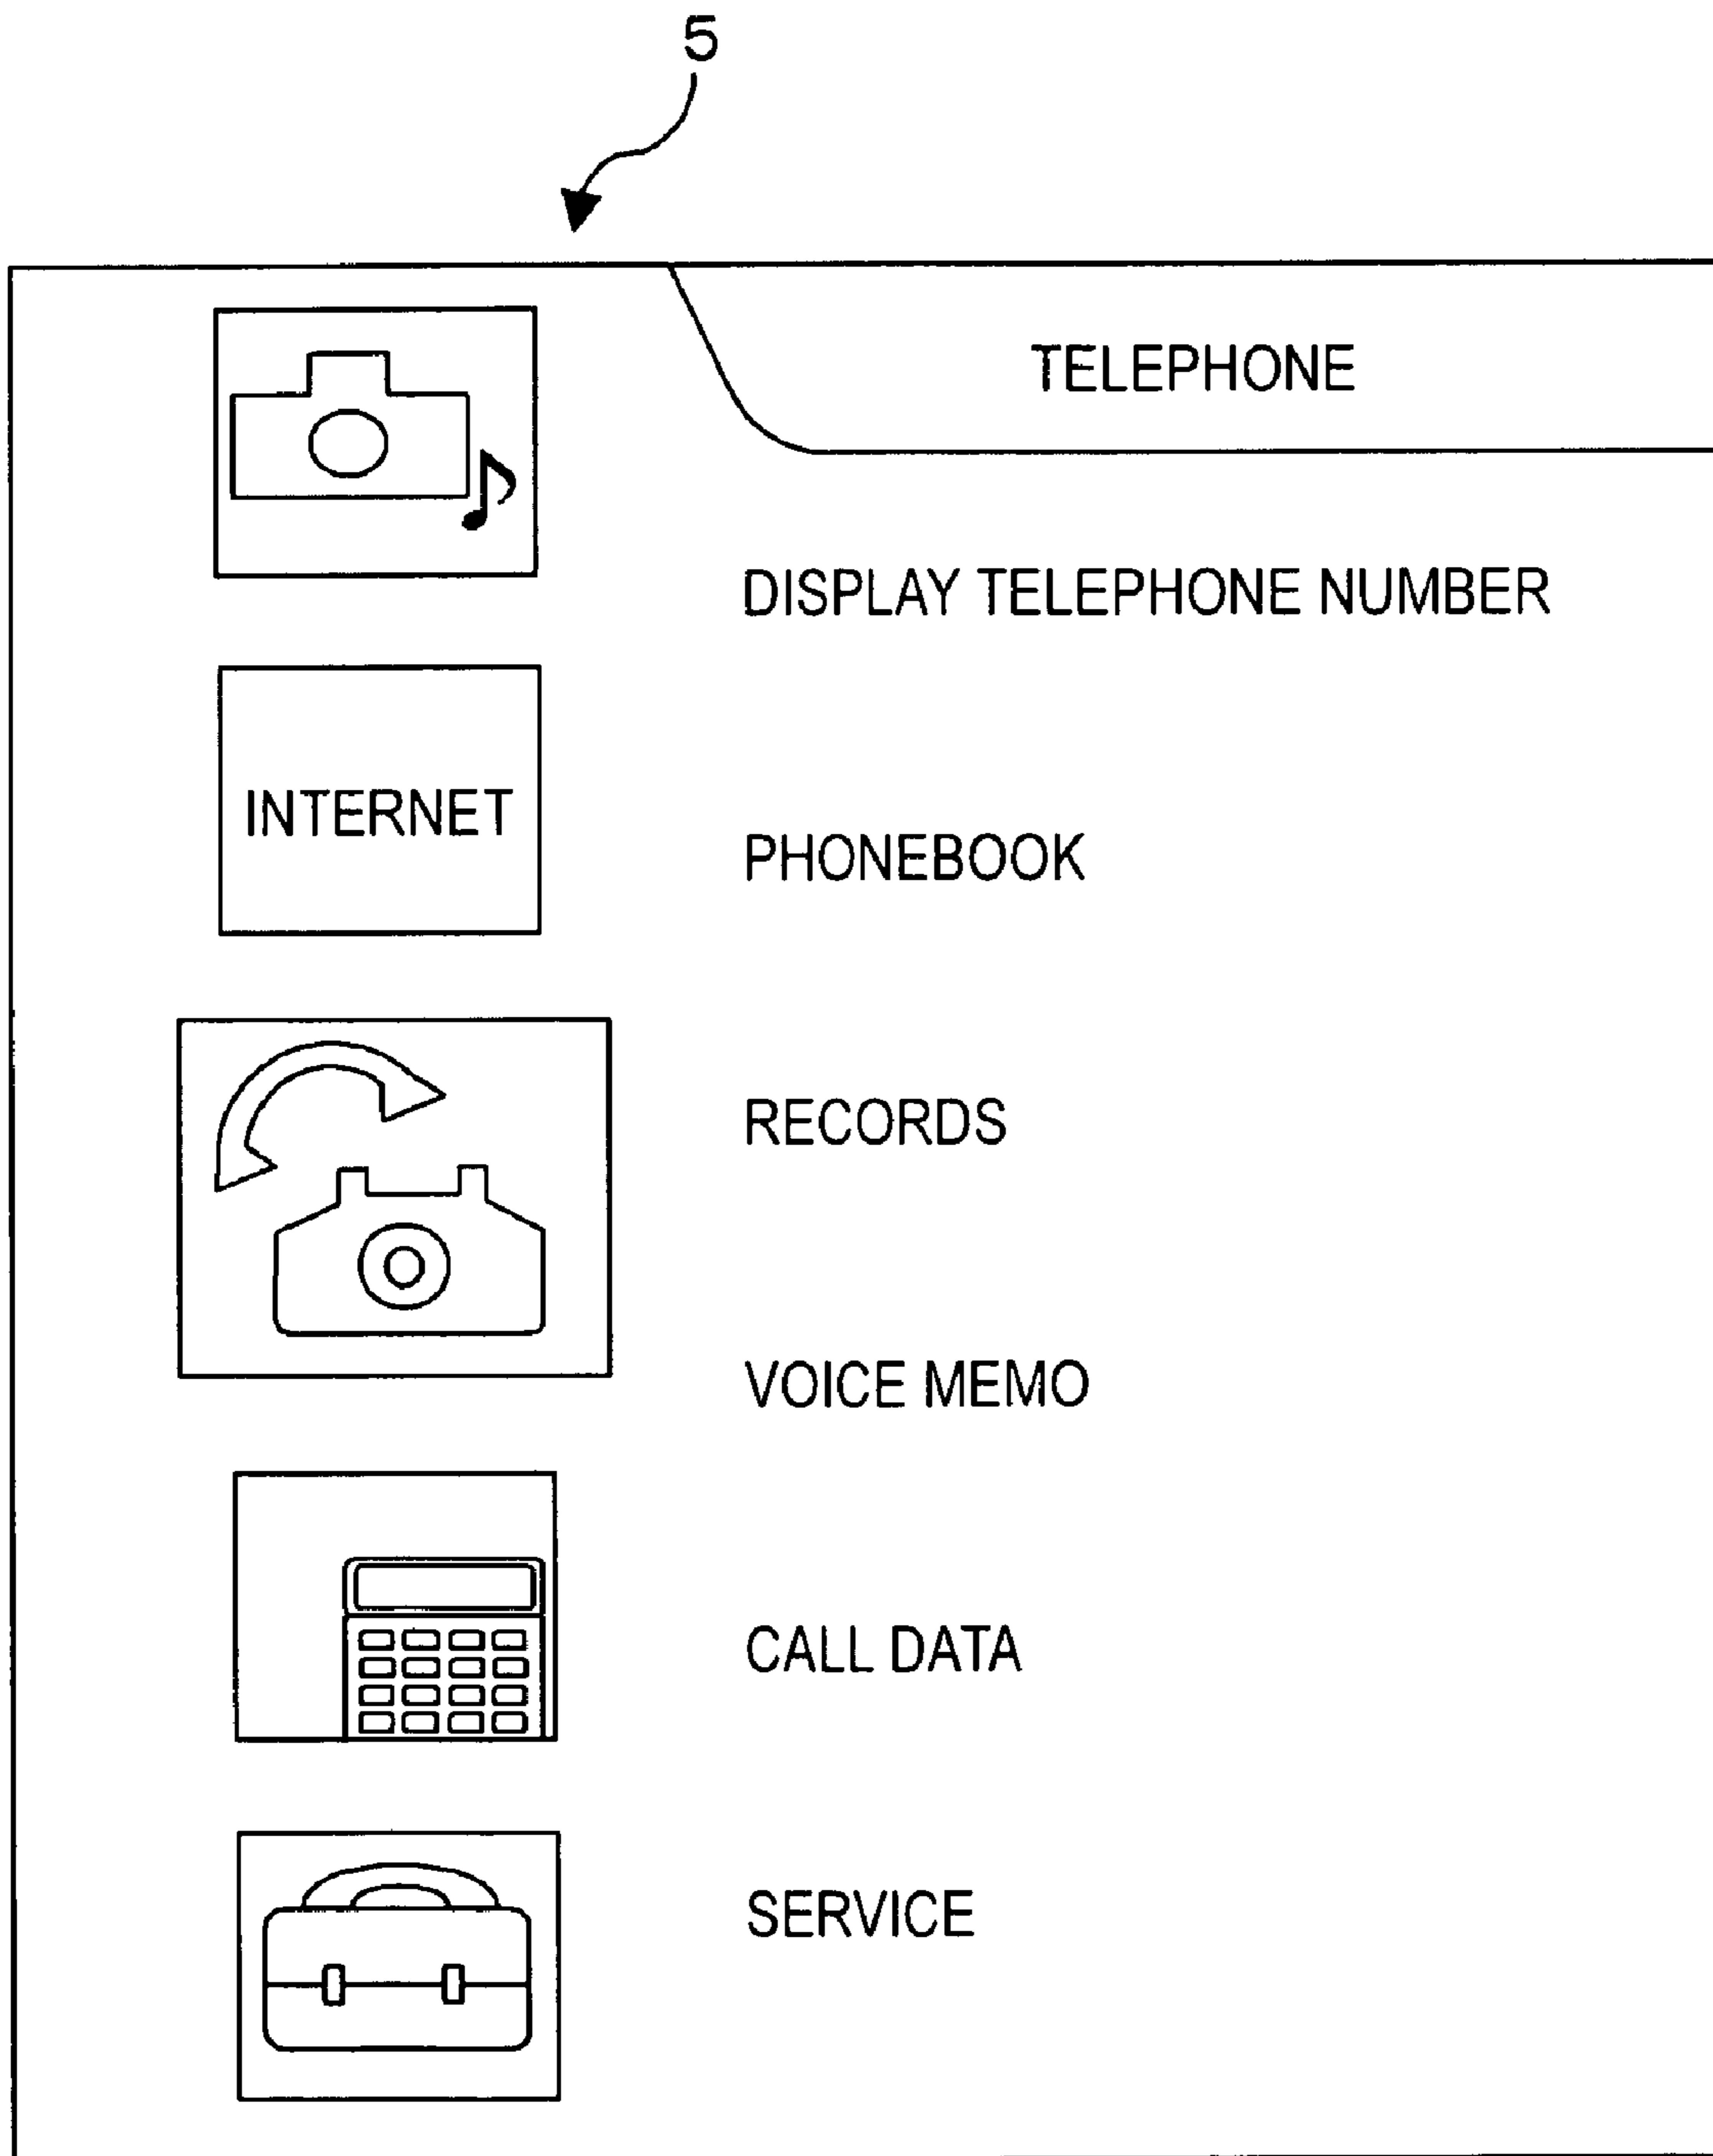 5
TELEPHONE
DISPLAY TELEPHONE NUMBER
INTERNET
PHONEBOOK
RECORDS
VOICE MEMO
CALL DATA
SERVICE